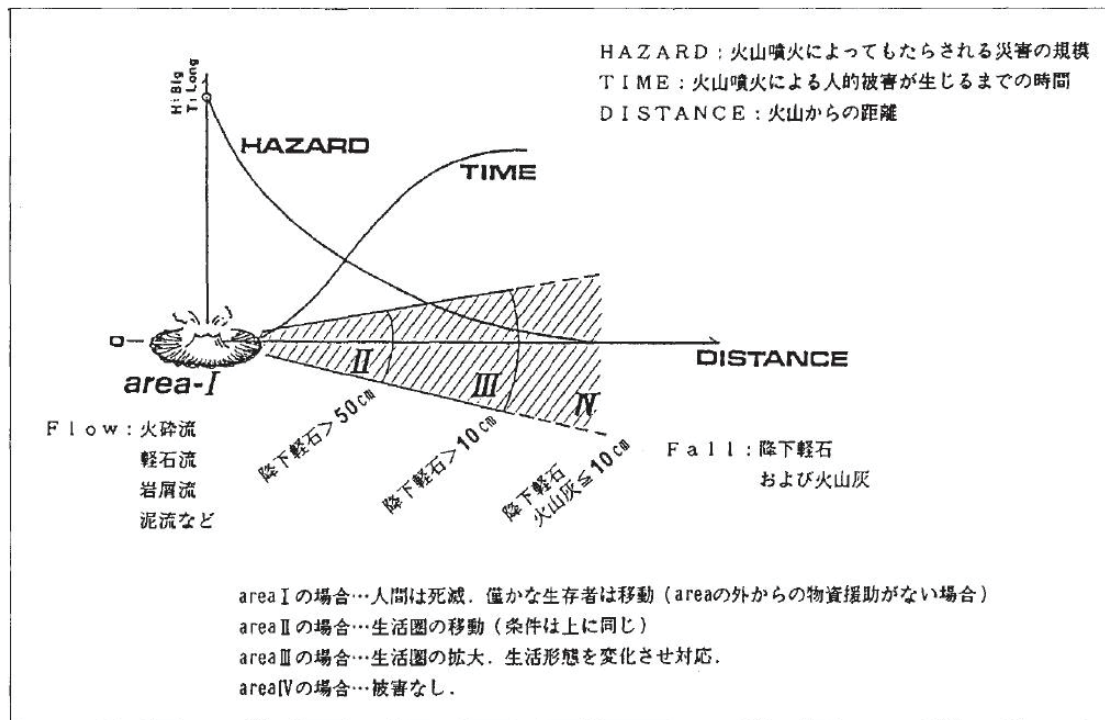 HAZARD：火山噴火によってもたらされる災害の規模
TIME：火山噴火による人的被害が生じるまでの時間
DISTANCE：火山からの距離
H:Big
T:Long
HAZARD
TIME
0
DISTANCE
area-I
II
III
IV
Flow：火砕流
軽石流
岩屑流
泥流など
降下軽石＞50cm
降下軽石＞10cm
降下軽石
火山灰≦10cm
Fall：降下軽石
および火山灰
areaⅠの場合…人間は死滅．僅かな生存者は移動（areaの外からの物資援助がない場合）
areaⅡの場合…生活圏の移動（条件は上に同じ）
areaⅢの場合…生活圏の拡大．生活形態を変化させ対応．
areaⅣの場合…被害なし．